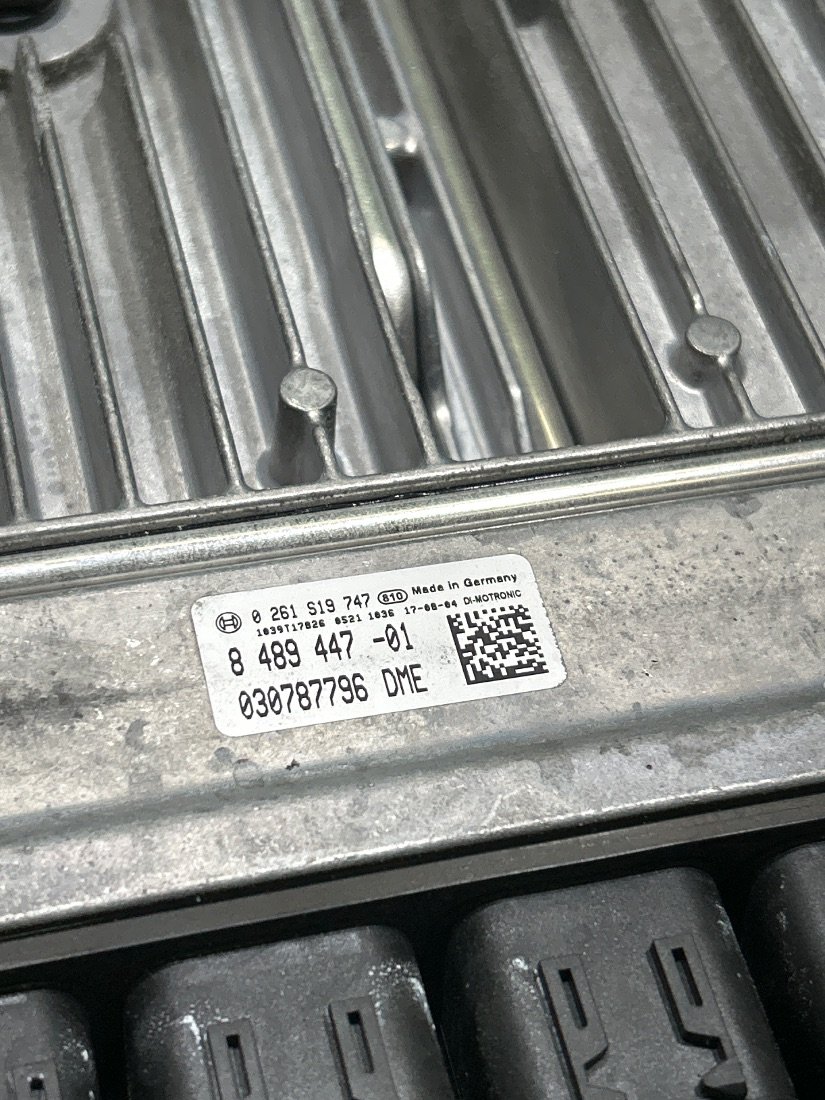 0 261 S19 747 810 Made in Germany
1039T17826 0521 1036 17-08-04 DI-MOTRONIC
8 489 447 -01
030787796 DME